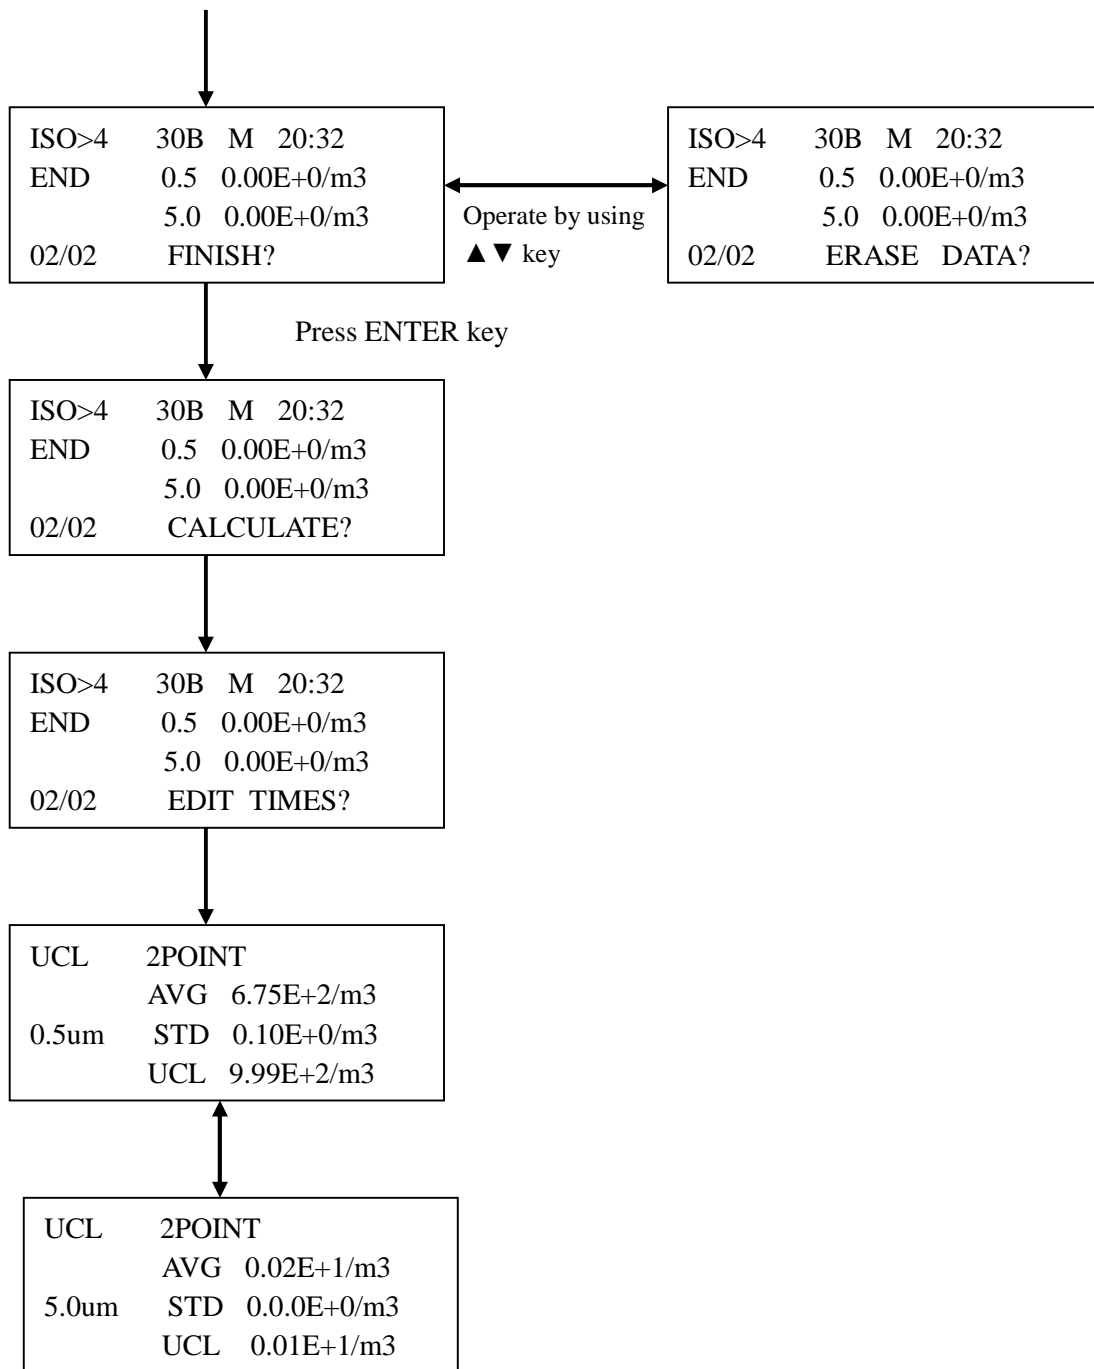 ISO>4 30B M 20:32
END 0.5 0.00E+0/m3
5.0 0.00E+0/m3
02/02 FINISH?
Operate by using
▲▼ key
ISO>4 30B M 20:32
END 0.5 0.00E+0/m3
5.0 0.00E+0/m3
02/02 ERASE DATA?
Press ENTER key
ISO>4 30B M 20:32
END 0.5 0.00E+0/m3
5.0 0.00E+0/m3
02/02 CALCULATE?
ISO>4 30B M 20:32
END 0.5 0.00E+0/m3
5.0 0.00E+0/m3
02/02 EDIT TIMES?
UCL 2POINT
AVG 6.75E+2/m3
0.5um STD 0.10E+0/m3
UCL 9.99E+2/m3
UCL 2POINT
AVG 0.02E+1/m3
5.0um STD 0.0.0E+0/m3
UCL 0.01E+1/m3